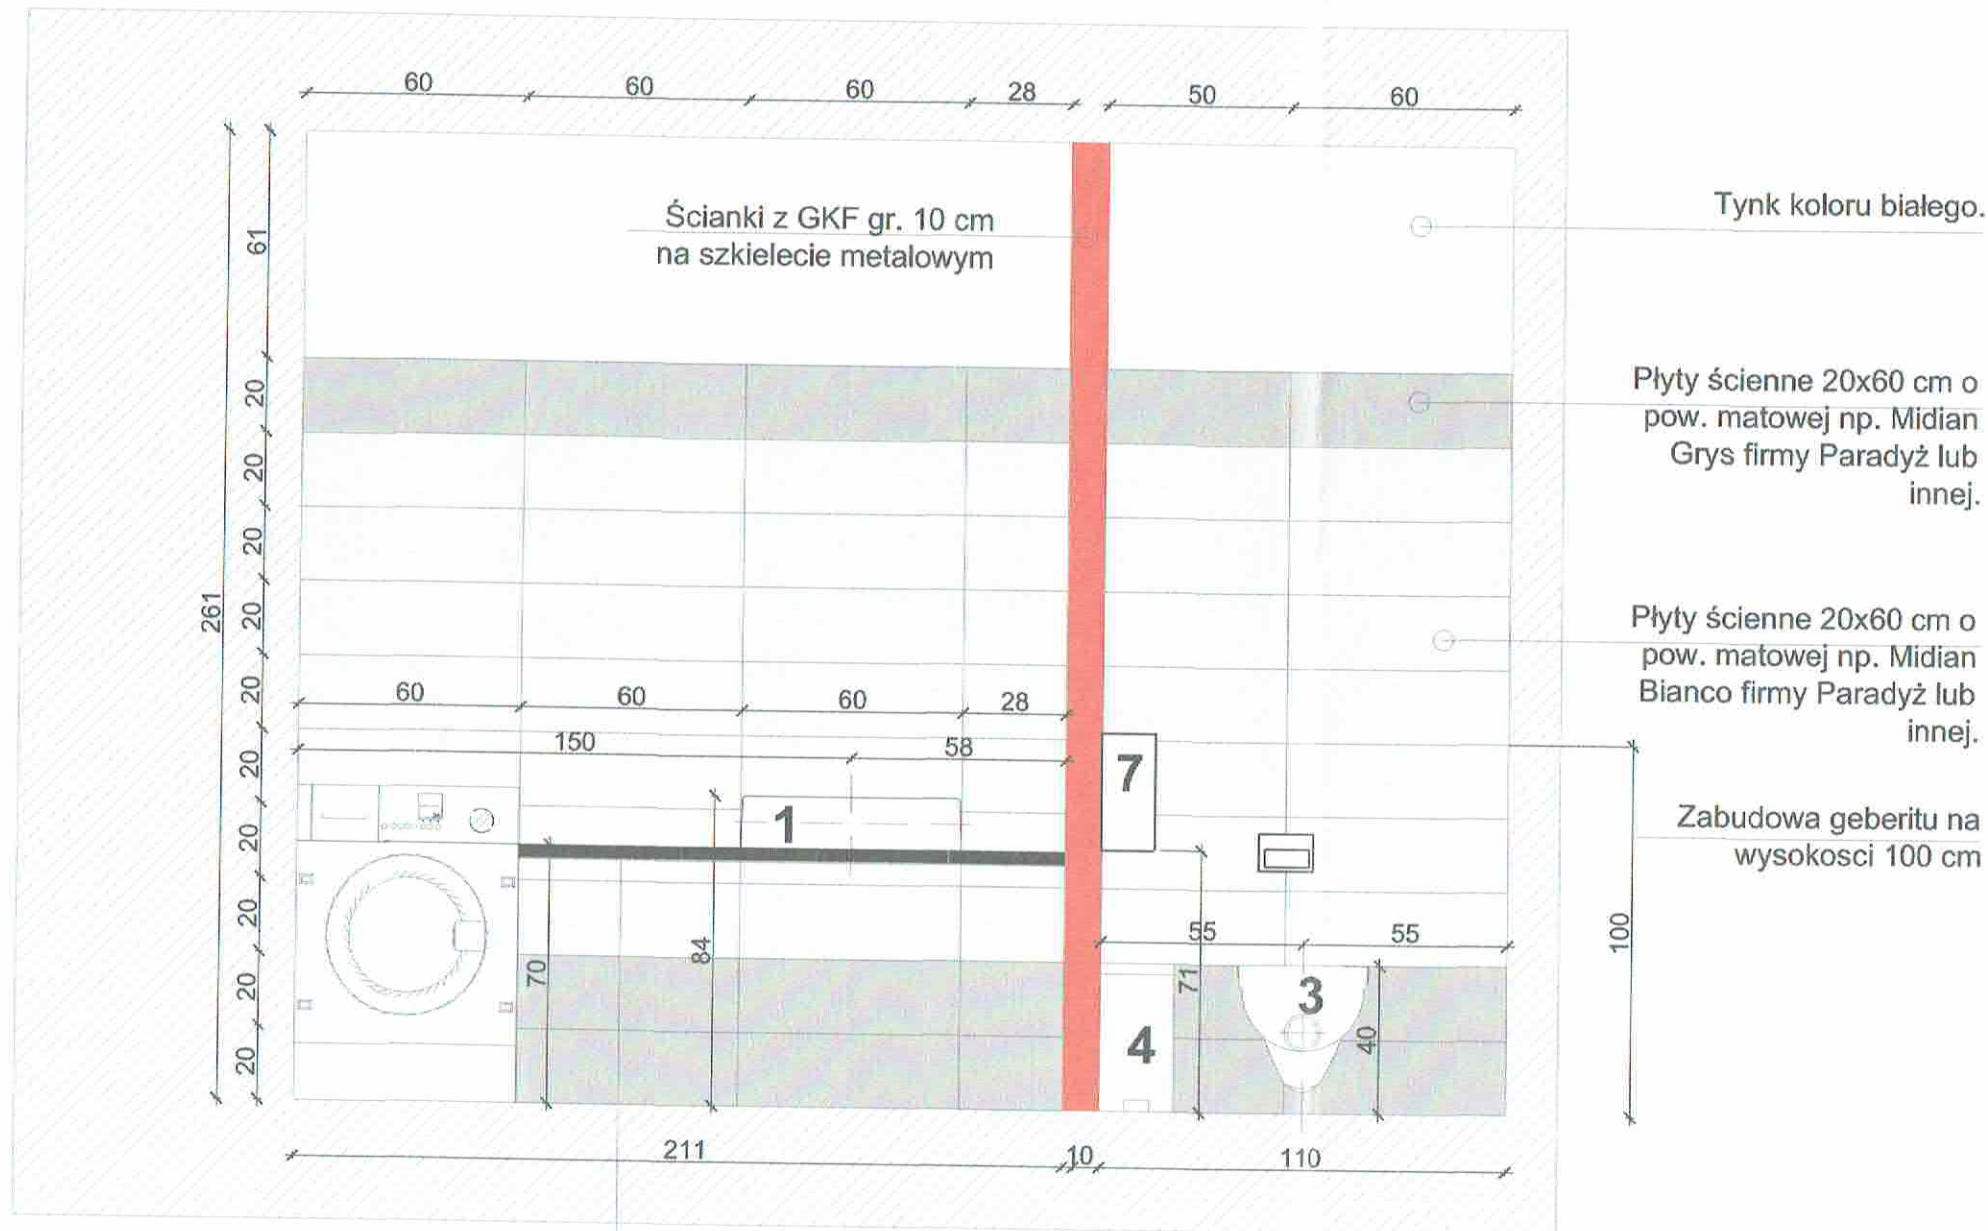 60 60 60 28 50 60
Ścianki z GKF gr. 10 cm
na szkielecie metalowym
Tynk koloru białego.
Płyty ścienne 20x60 cm o
pow. matowej np. Midian
Grys firmy Paradyż lub
innej.
Płyty ścienne 20x60 cm o
pow. matowej np. Midian
Bianco firmy Paradyż lub
innej.
Zabudowa geberitu na
wysokosci 100 cm
261
61
20
20
20
20
20
20
20
20
20
20
60 60 60 28
150 58
1
7
70
84
71
55 55
3
4
40
100
211 10 110